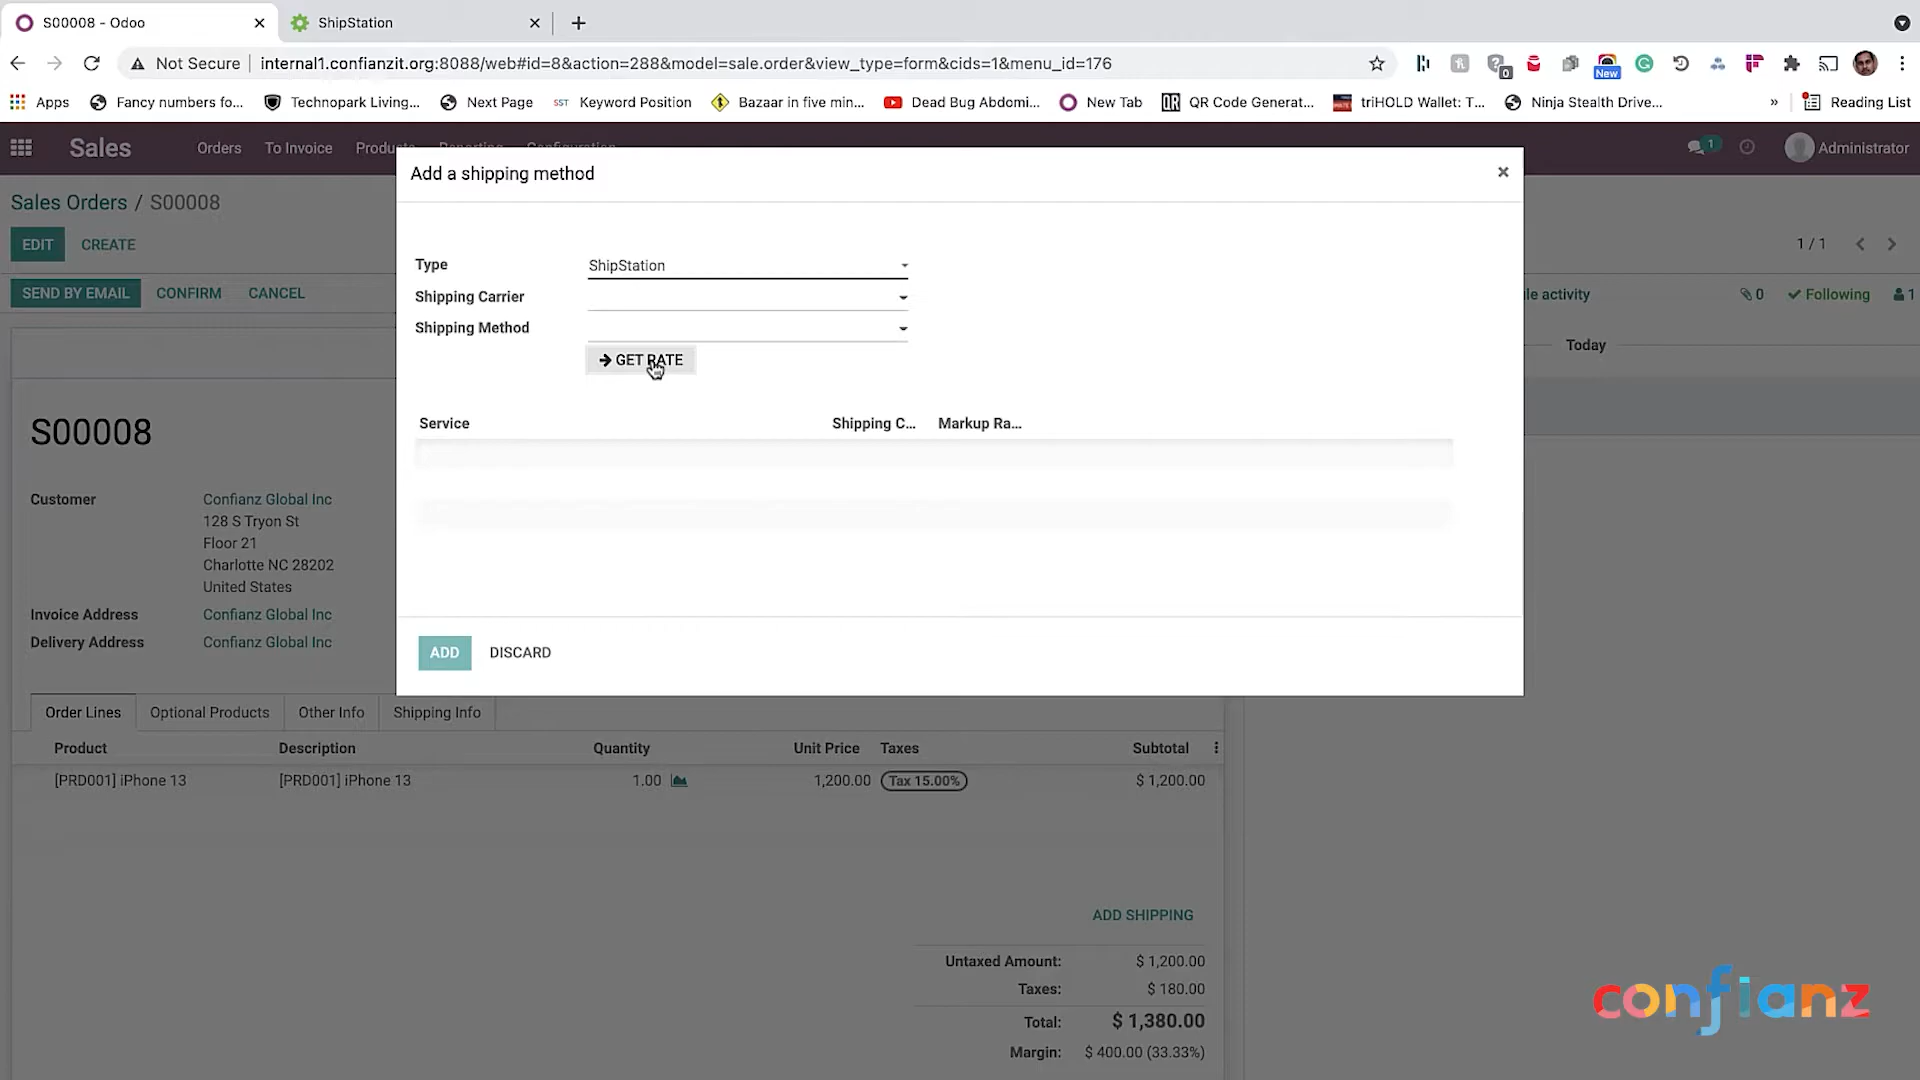 S00008 - Odoo
ShipStation
Not Secure
internal1.confianzit.org:8088/web#id=8&action=288&model=sale.order&view_type=form&cids=1&menu_id=176
0
New
Apps
Fancy numbers fo...
Technopark Living...
Next Page
SST
Keyword Position
Bazaar in five min...
Dead Bug Abdomi...
New Tab
QR
QR Code Generat...
triHOLD Wallet: T...
Ninja Stealth Drive...
»
Reading List
Sales
Orders
To Invoice
Products
Reporting
Configuration
1
Administrator
Sales Orders / S00008
EDIT
CREATE
1 / 1
SEND BY EMAIL
CONFIRM
CANCEL
le activity
0
Following
1
Today
Add a shipping method
×
Type
ShipStation
Shipping Carrier
Shipping Method
GET RATE
Service
Shipping C...
Markup Ra...
ADD
DISCARD
S00008
Customer
Confianz Global Inc
128 S Tryon St
Floor 21
Charlotte NC 28202
United States
Invoice Address
Confianz Global Inc
Delivery Address
Confianz Global Inc
Order Lines
Optional Products
Other Info
Shipping Info
Product
Description
Quantity
Unit Price
Taxes
Subtotal
[PRD001] iPhone 13
[PRD001] iPhone 13
1.00
1,200.00
Tax 15.00%
$ 1,200.00
ADD SHIPPING
Untaxed Amount:
$ 1,200.00
Taxes:
$ 180.00
Total:
$ 1,380.00
Margin:
$ 400.00 (33.33%)
confianz